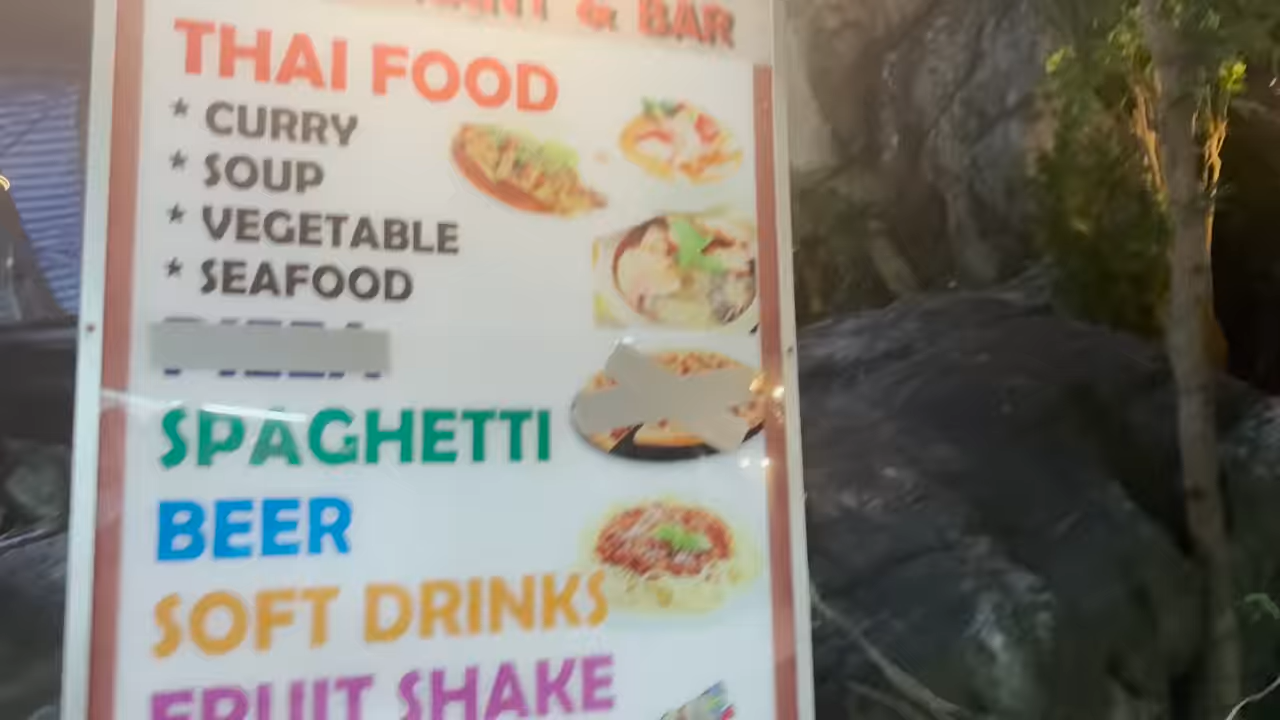 & BAR
THAI FOOD
* CURRY
* SOUP
* VEGETABLE
* SEAFOOD
SPAGHETTI
BEER
SOFT DRINKS
FRUIT SHAKE